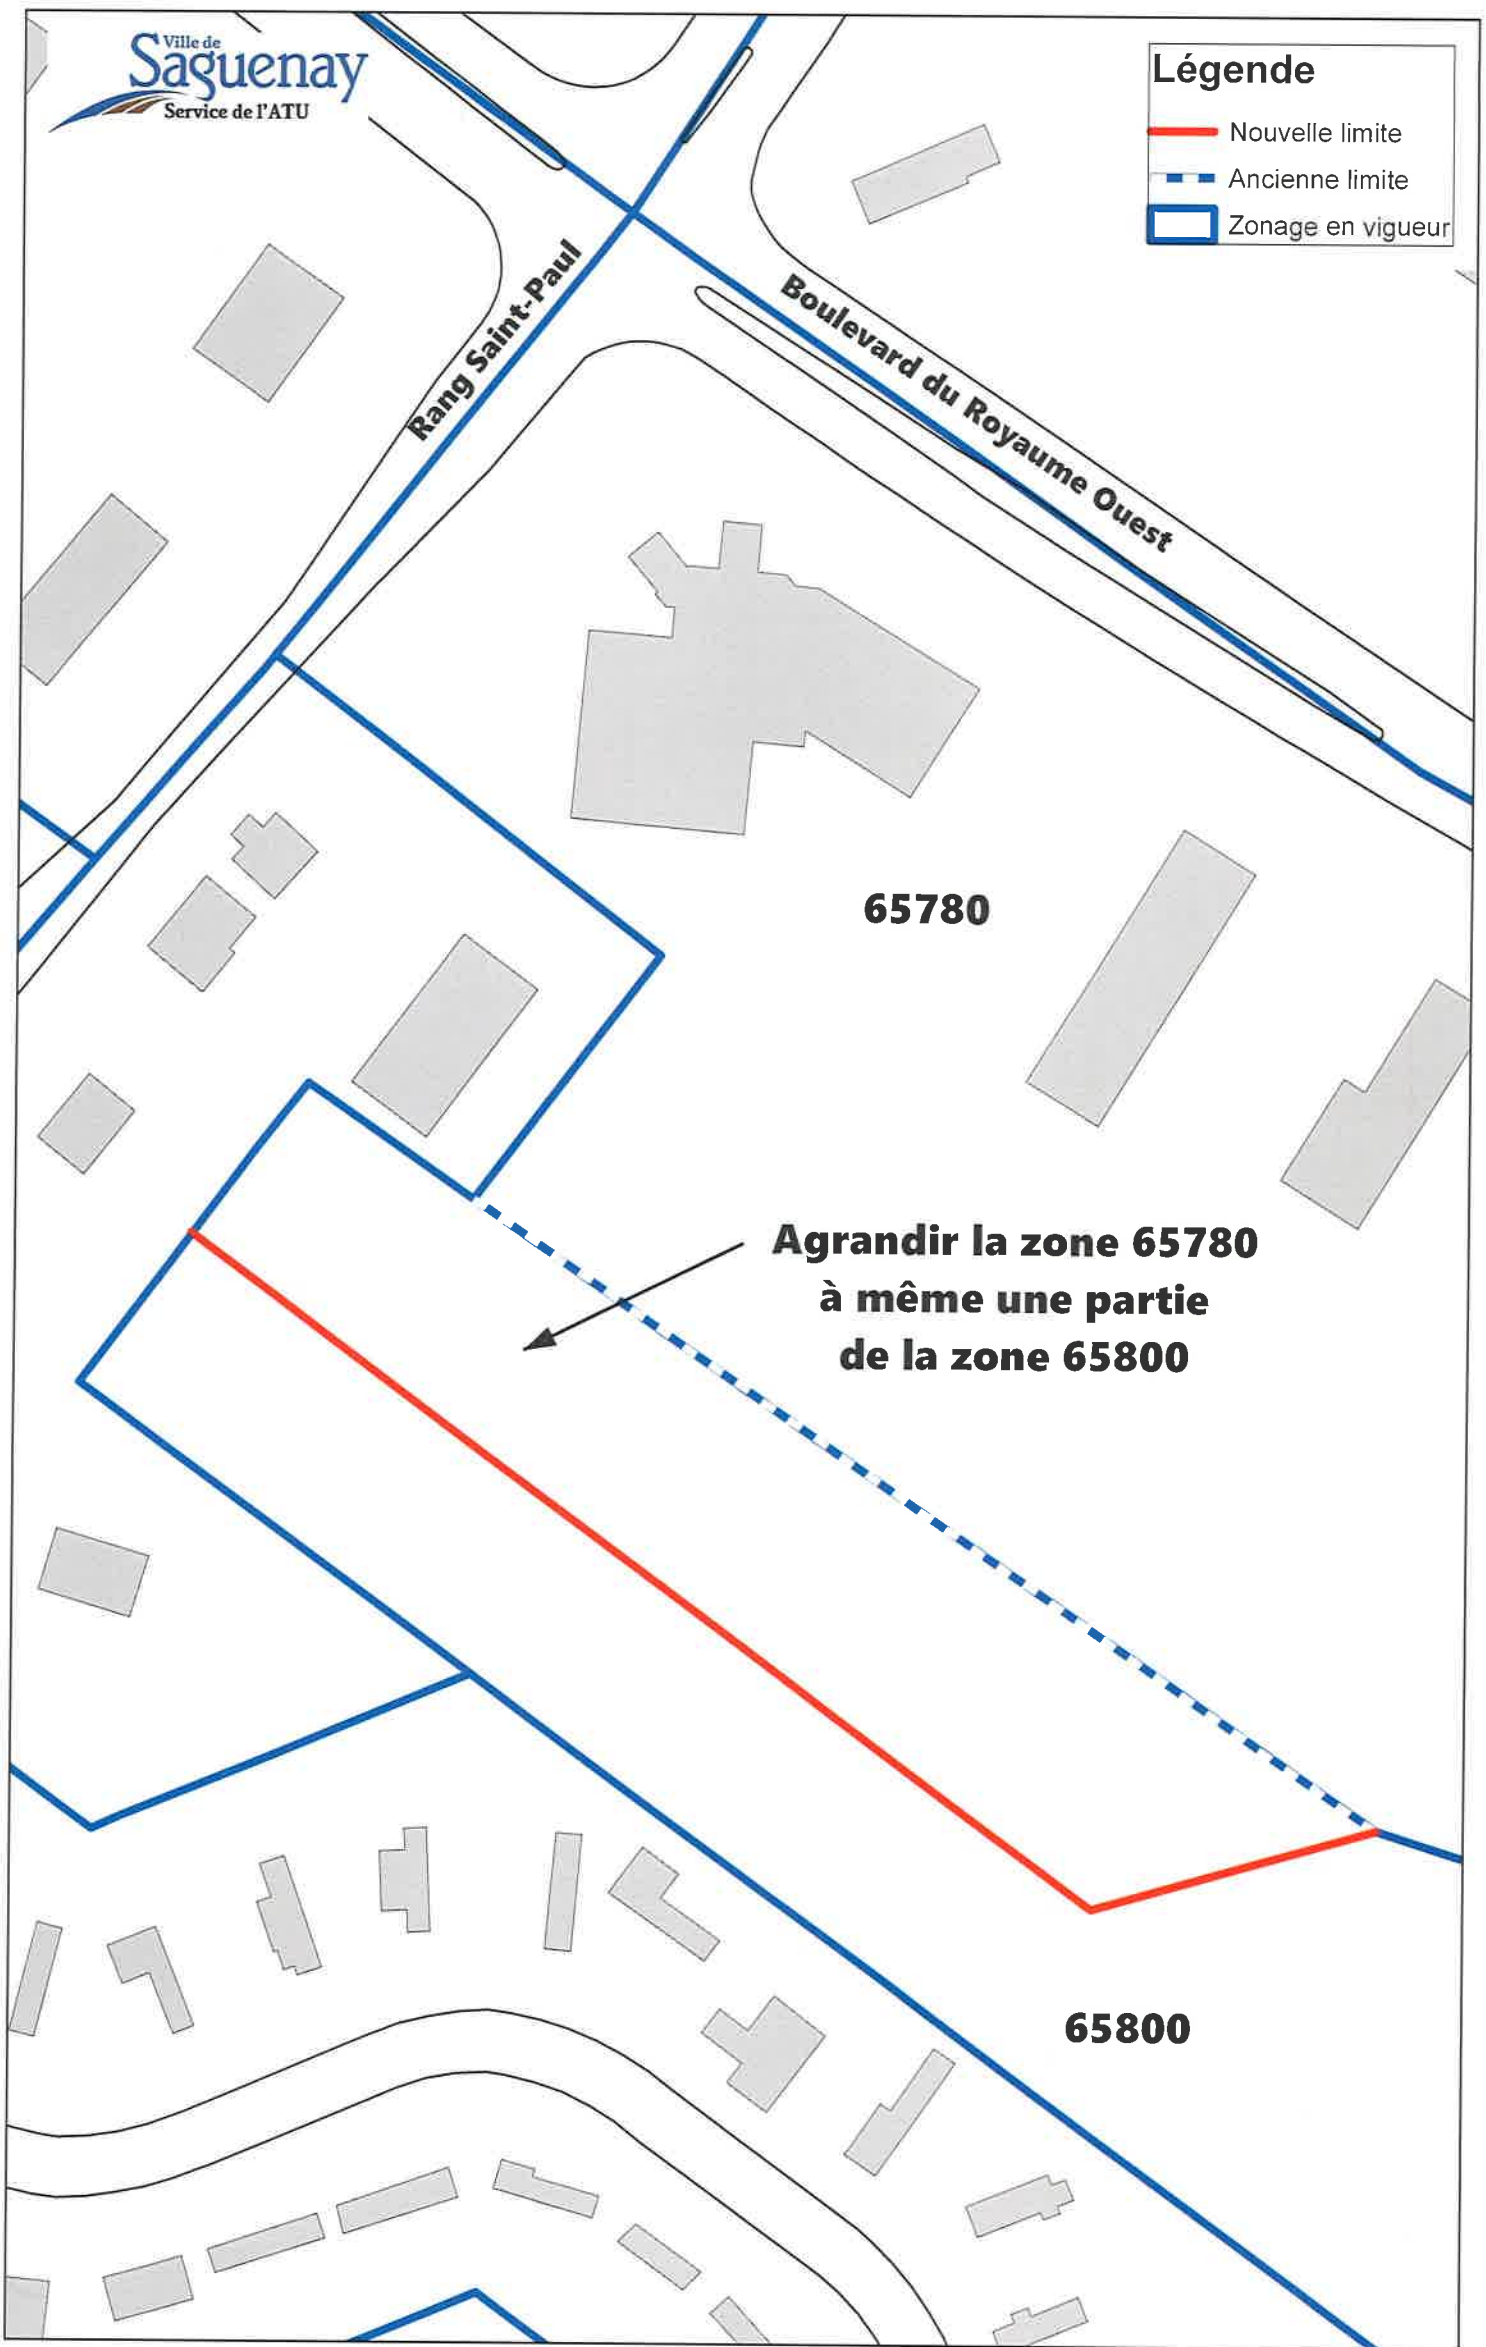 Ville de
Saguenay
Service de l'ATU
Légende
Nouvelle limite
Ancienne limite
Zonage en vigueur
Rang Saint-Paul
Boulevard du Royaume Ouest
65780
Agrandir la zone 65780
à même une partie
de la zone 65800
65800